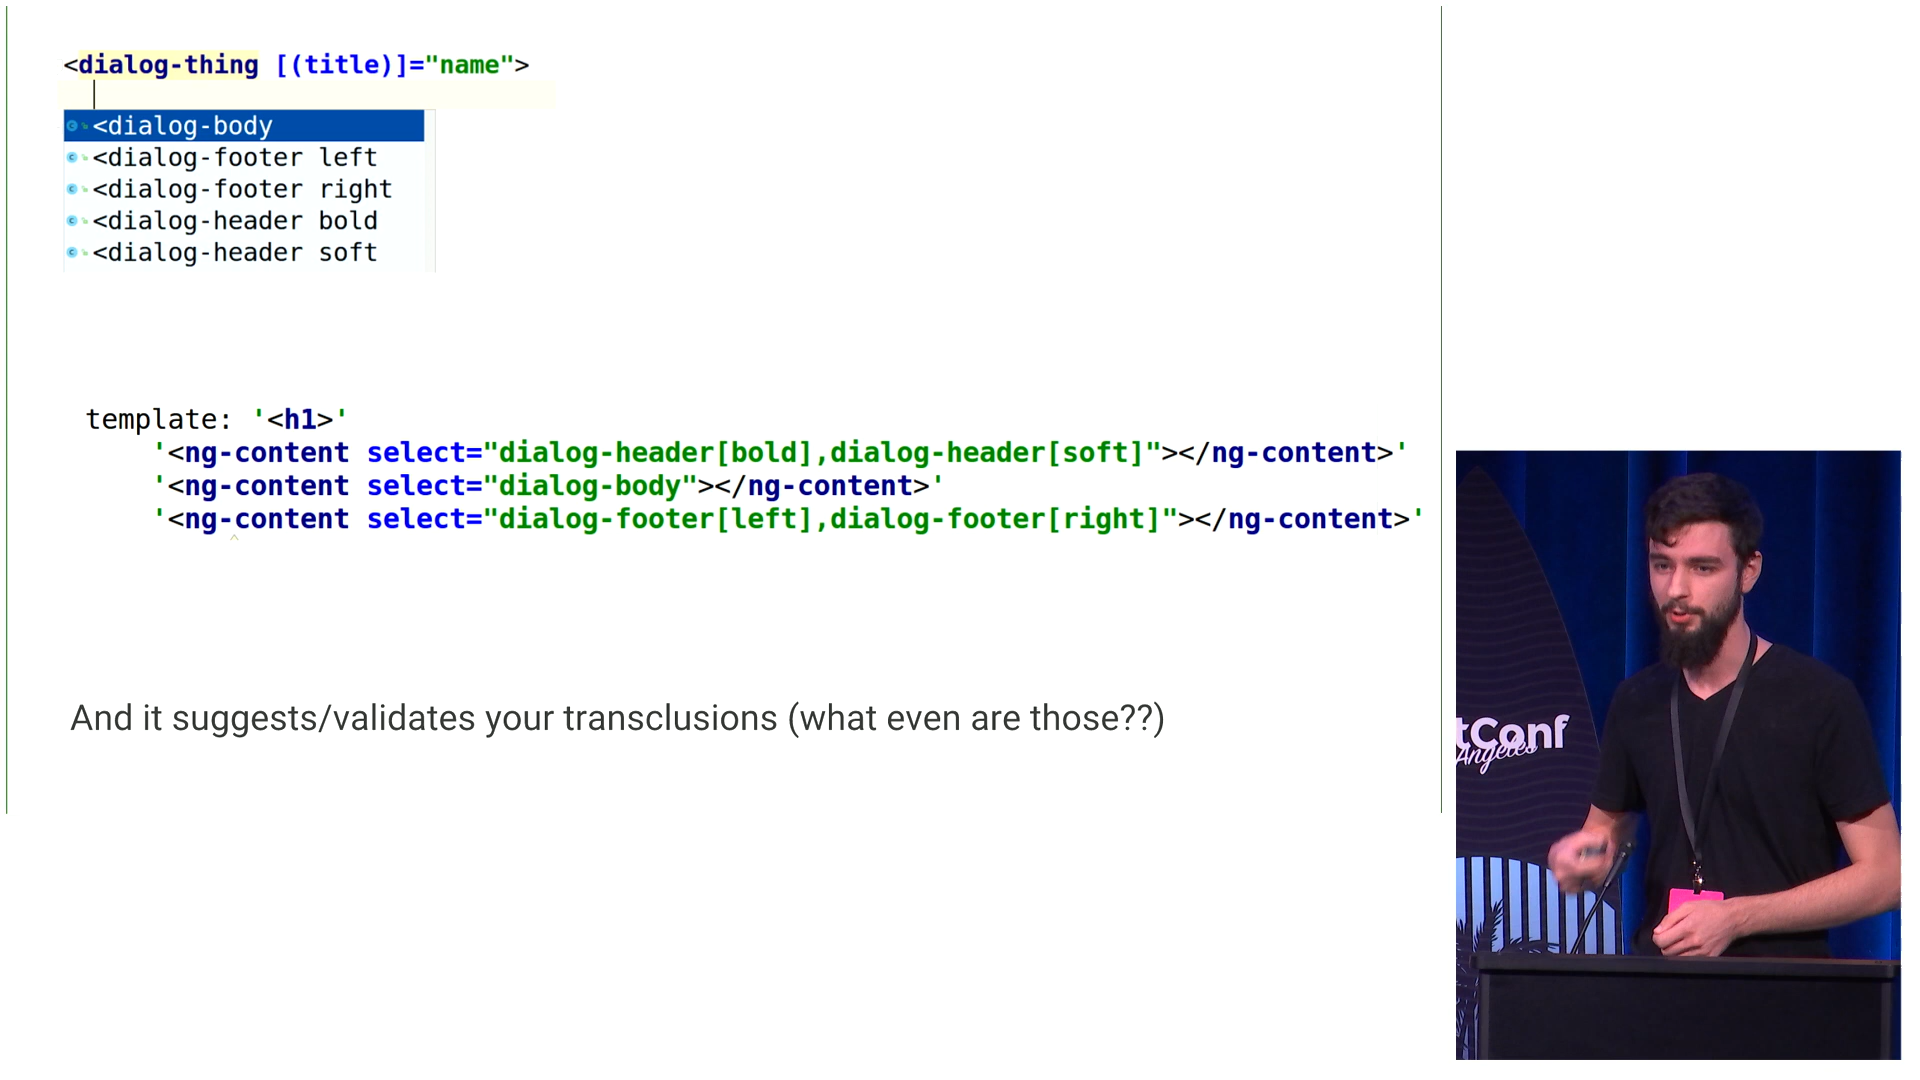 <dialog-thing [(title)]="name">
<dialog-body
<dialog-footer left
<dialog-footer right
<dialog-header bold
<dialog-header soft
template: '<h1>'
'<ng-content select="dialog-header[bold],dialog-header[soft]"></ng-content>'
'<ng-content select="dialog-body"></ng-content>'
'<ng-content select="dialog-footer[left],dialog-footer[right]"></ng-content>'
And it suggests/validates your transclusions (what even are those??)
tConf
Angeles